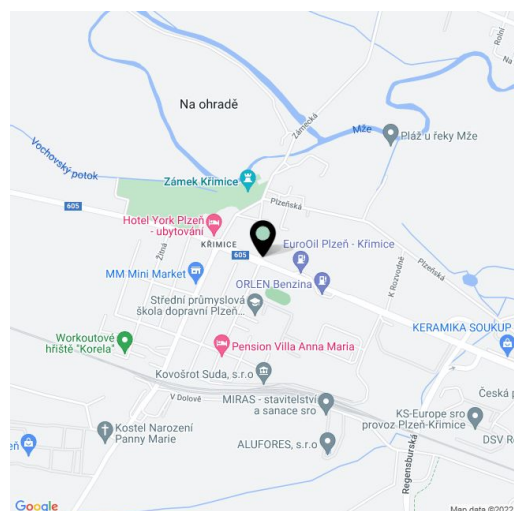 Rolní
Na
Na ohradě
Zámecká
Mže
Pláž u řeky Mže
Vochovský potok
Zámek Křimice
Plzeňská
605
Hotel York Plzeň
- ubytování
KŘIMICE
605
EuroOil Plzeň - Křimice
Žitná
MM Mini Market
ORLEN Benzina
K Rozvodně
Plzeňská
Střední průmyslová
škola dopravní Plzeň...
KERAMIKA SOUKUP
Workoutové
hřiště "Korela"
Pension Villa Anna Maria
Kovošrot Suda, s.r.o
V Dolově
MIRAS - stavitelství
a sanace sro
Česká p
KS-Europe sro
provoz Plzeň-Křimice
Kostel Narození
Panny Marie
ALUFORES, s.r.o
DSV R
eň
Regensburská
Google
Map data ©2022